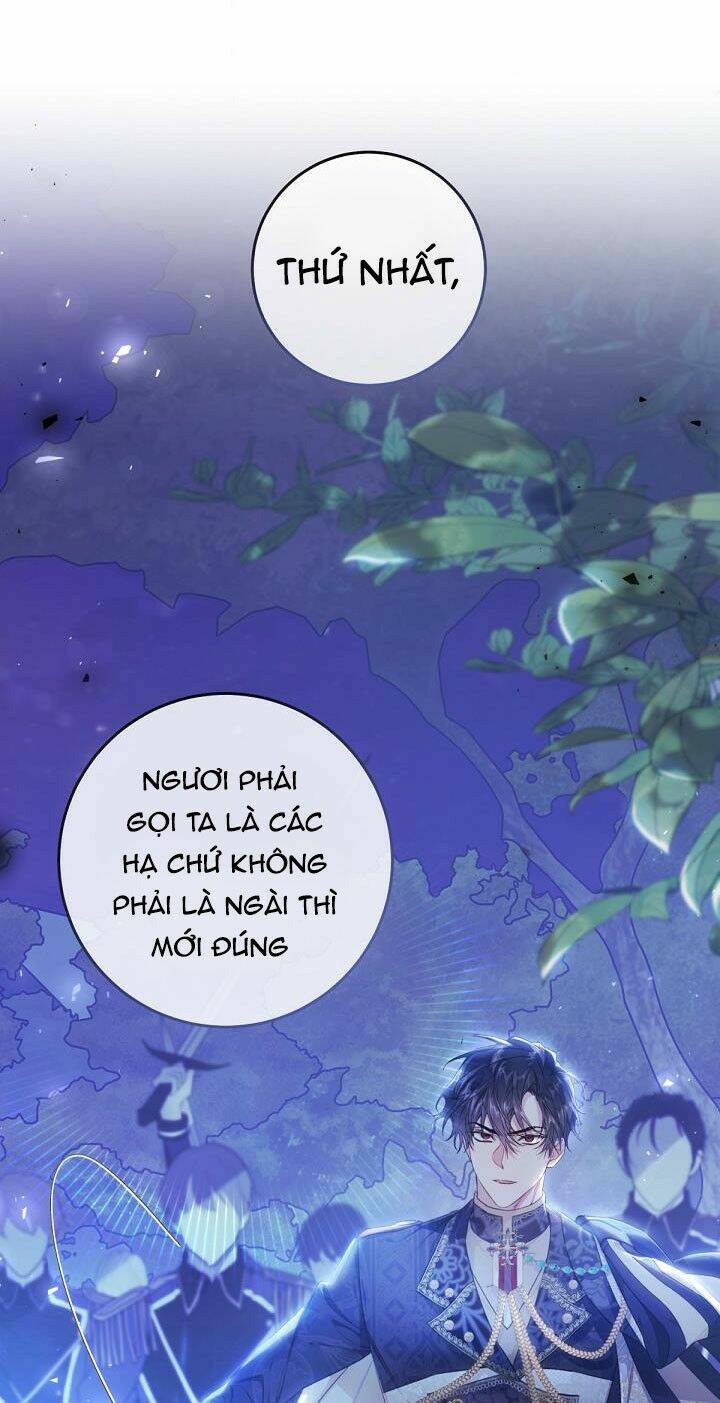 THỨ NHẤT,
NGƯƠI PHẢI
GỌI TA LÀ CÁC
HẠ CHỨ KHÔNG
PHẢI LÀ NGÀI THÌ
MỚI ĐÚNG